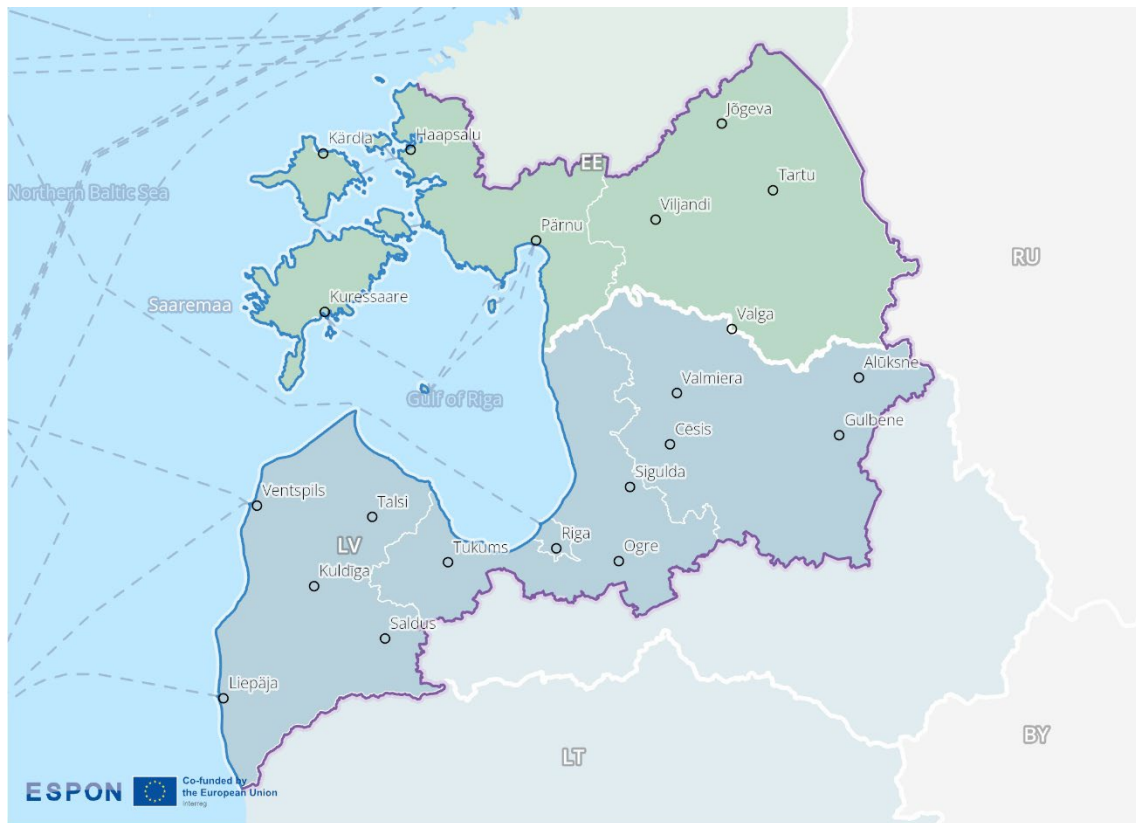 Jõgeva
Kärdla
Haapsalu
EE
Northern Baltic Sea
Tartu
Viljandi
Pärnu
RU
Saaremaa
Kuressaare
Valga
Alūksne
Valmiera
Gulf of Riga
Gulbene
Cēsis
Sigulda
Ventspils
Talsi
LV
Riga
Tukums
Ogre
Kuldīga
Saldus
Liepāja
BY
LT
ESPON
Co-funded by
the European Union
Interreg